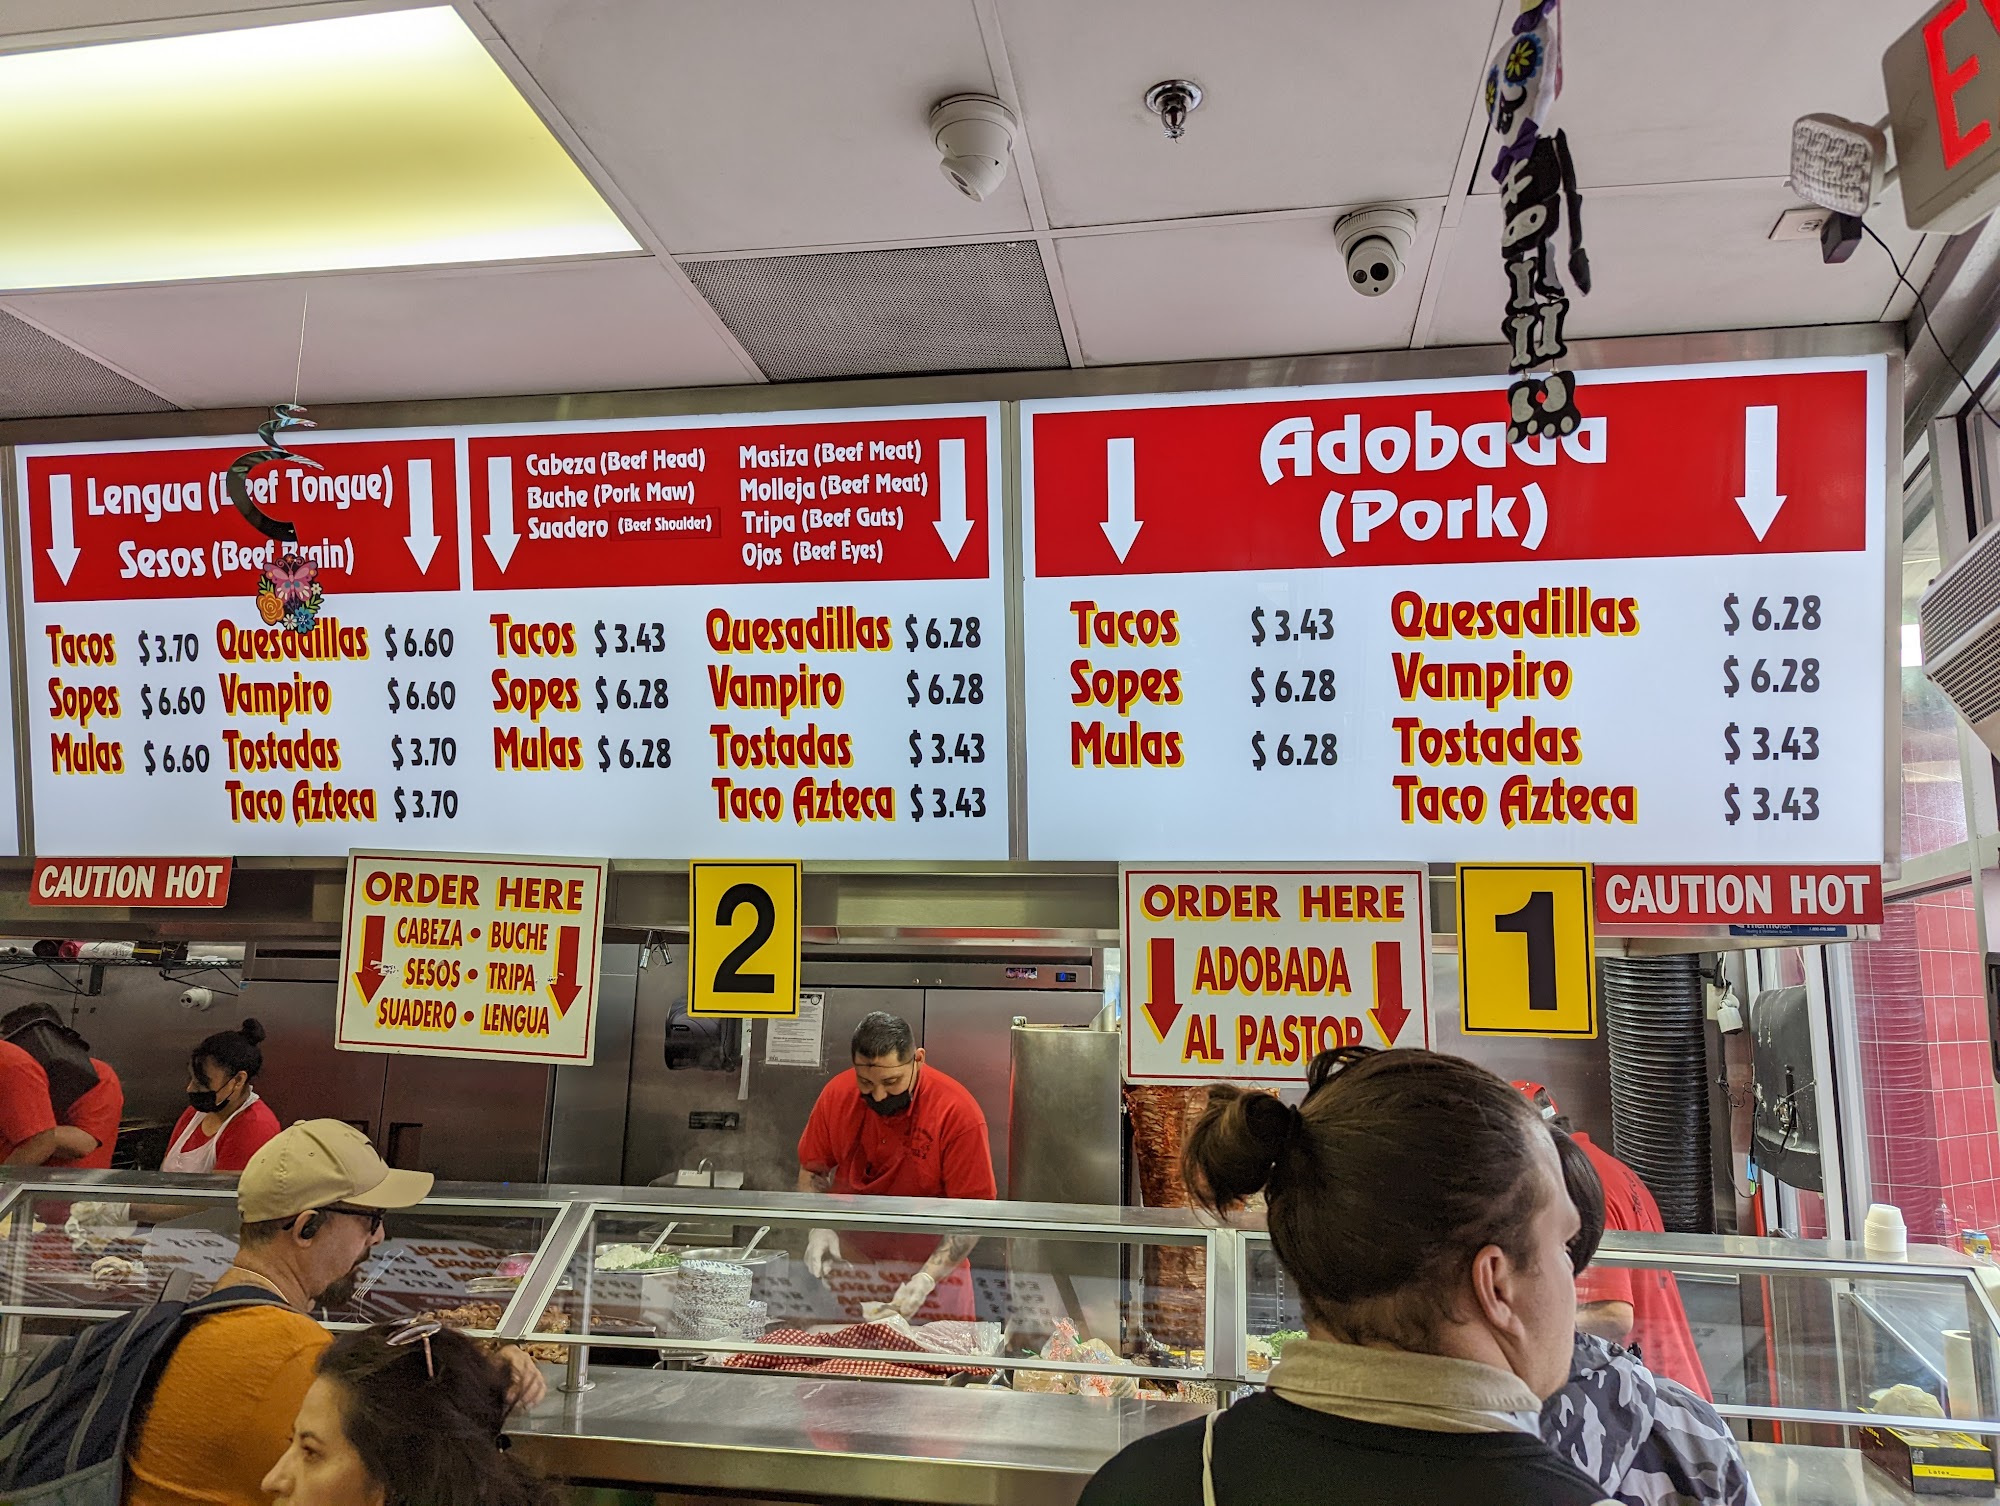 Lengua (Beef Tongue)
Sesos (Beef Brain)
Tacos $ 3.70 Quesadillas $ 6.60
Sopes $ 6.60 Vampiro $ 6.60
Mulas $ 6.60 Tostadas $ 3.70
Taco Azteca $ 3.70
Cabeza (Beef Head) Masiza (Beef Meat)
Buche (Pork Maw) Molleja (Beef Meat)
Suadero (Beef Shoulder) Tripa (Beef Guts)
Ojos (Beef Eyes)
Tacos $ 3.43 Quesadillas $ 6.28
Sopes $ 6.28 Vampiro $ 6.28
Mulas $ 6.28 Tostadas $ 3.43
Taco Azteca $ 3.43
Adobada
(Pork)
Tacos $ 3.43 Quesadillas $ 6.28
Sopes $ 6.28 Vampiro $ 6.28
Mulas $ 6.28 Tostadas $ 3.43
Taco Azteca $ 3.43
CAUTION HOT
ORDER HERE
CABEZA • BUCHE
SESOS • TRIPA
SUADERO • LENGUA
2
ORDER HERE
ADOBADA
AL PASTOR
1
CAUTION HOT